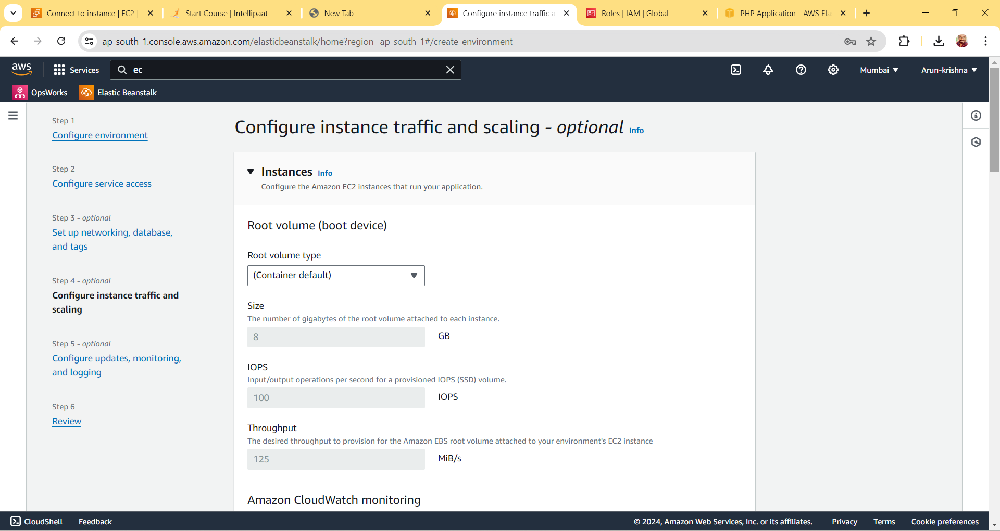 Connect to instance | EC2 |
Start Course | Intellipaat
New Tab
Configure instance traffic a
Roles | IAM | Global
PHP Application - AWS Ela
ap-south-1.console.aws.amazon.com/elasticbeanstalk/home?region=ap-south-1#/create-environment
aws
Services
ec
Mumbai
Arun-krishna
OpsWorks
Elastic Beanstalk
Step 1
Configure environment
Step 2
Configure service access
Step 3 - optional
Set up networking, database,
and tags
Step 4 - optional
Configure instance traffic and
scaling
Step 5 - optional
Configure updates, monitoring,
and logging
Step 6
Review
Configure instance traffic and scaling - optional Info
Instances Info
Configure the Amazon EC2 instances that run your application.
Root volume (boot device)
Root volume type
(Container default)
Size
The number of gigabytes of the root volume attached to each instance.
8 GB
IOPS
Input/output operations per second for a provisioned IOPS (SSD) volume.
100 IOPS
Throughput
The desired throughput to provision for the Amazon EBS root volume attached to your environment's EC2 instance
125 MiB/s
Amazon CloudWatch monitoring
CloudShell
Feedback
© 2024, Amazon Web Services, Inc. or its affiliates.
Privacy
Terms
Cookie preferences